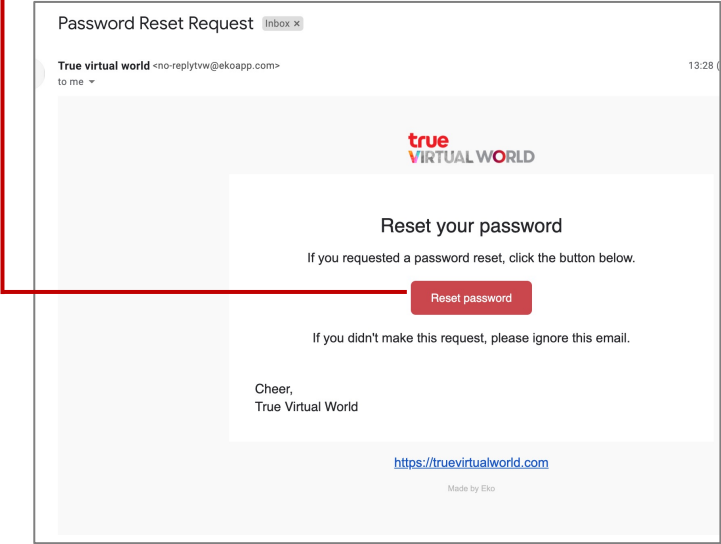 Password Reset Request Inbox ×
True virtual world <no-replytvw@ekoapp.com> 13:28 (
to me
true
VIRTUAL WORLD
Reset your password
If you requested a password reset, click the button below.
Reset password
If you didn't make this request, please ignore this email.
Cheer,
True Virtual World
https://truevirtualworld.com
Made by Eko